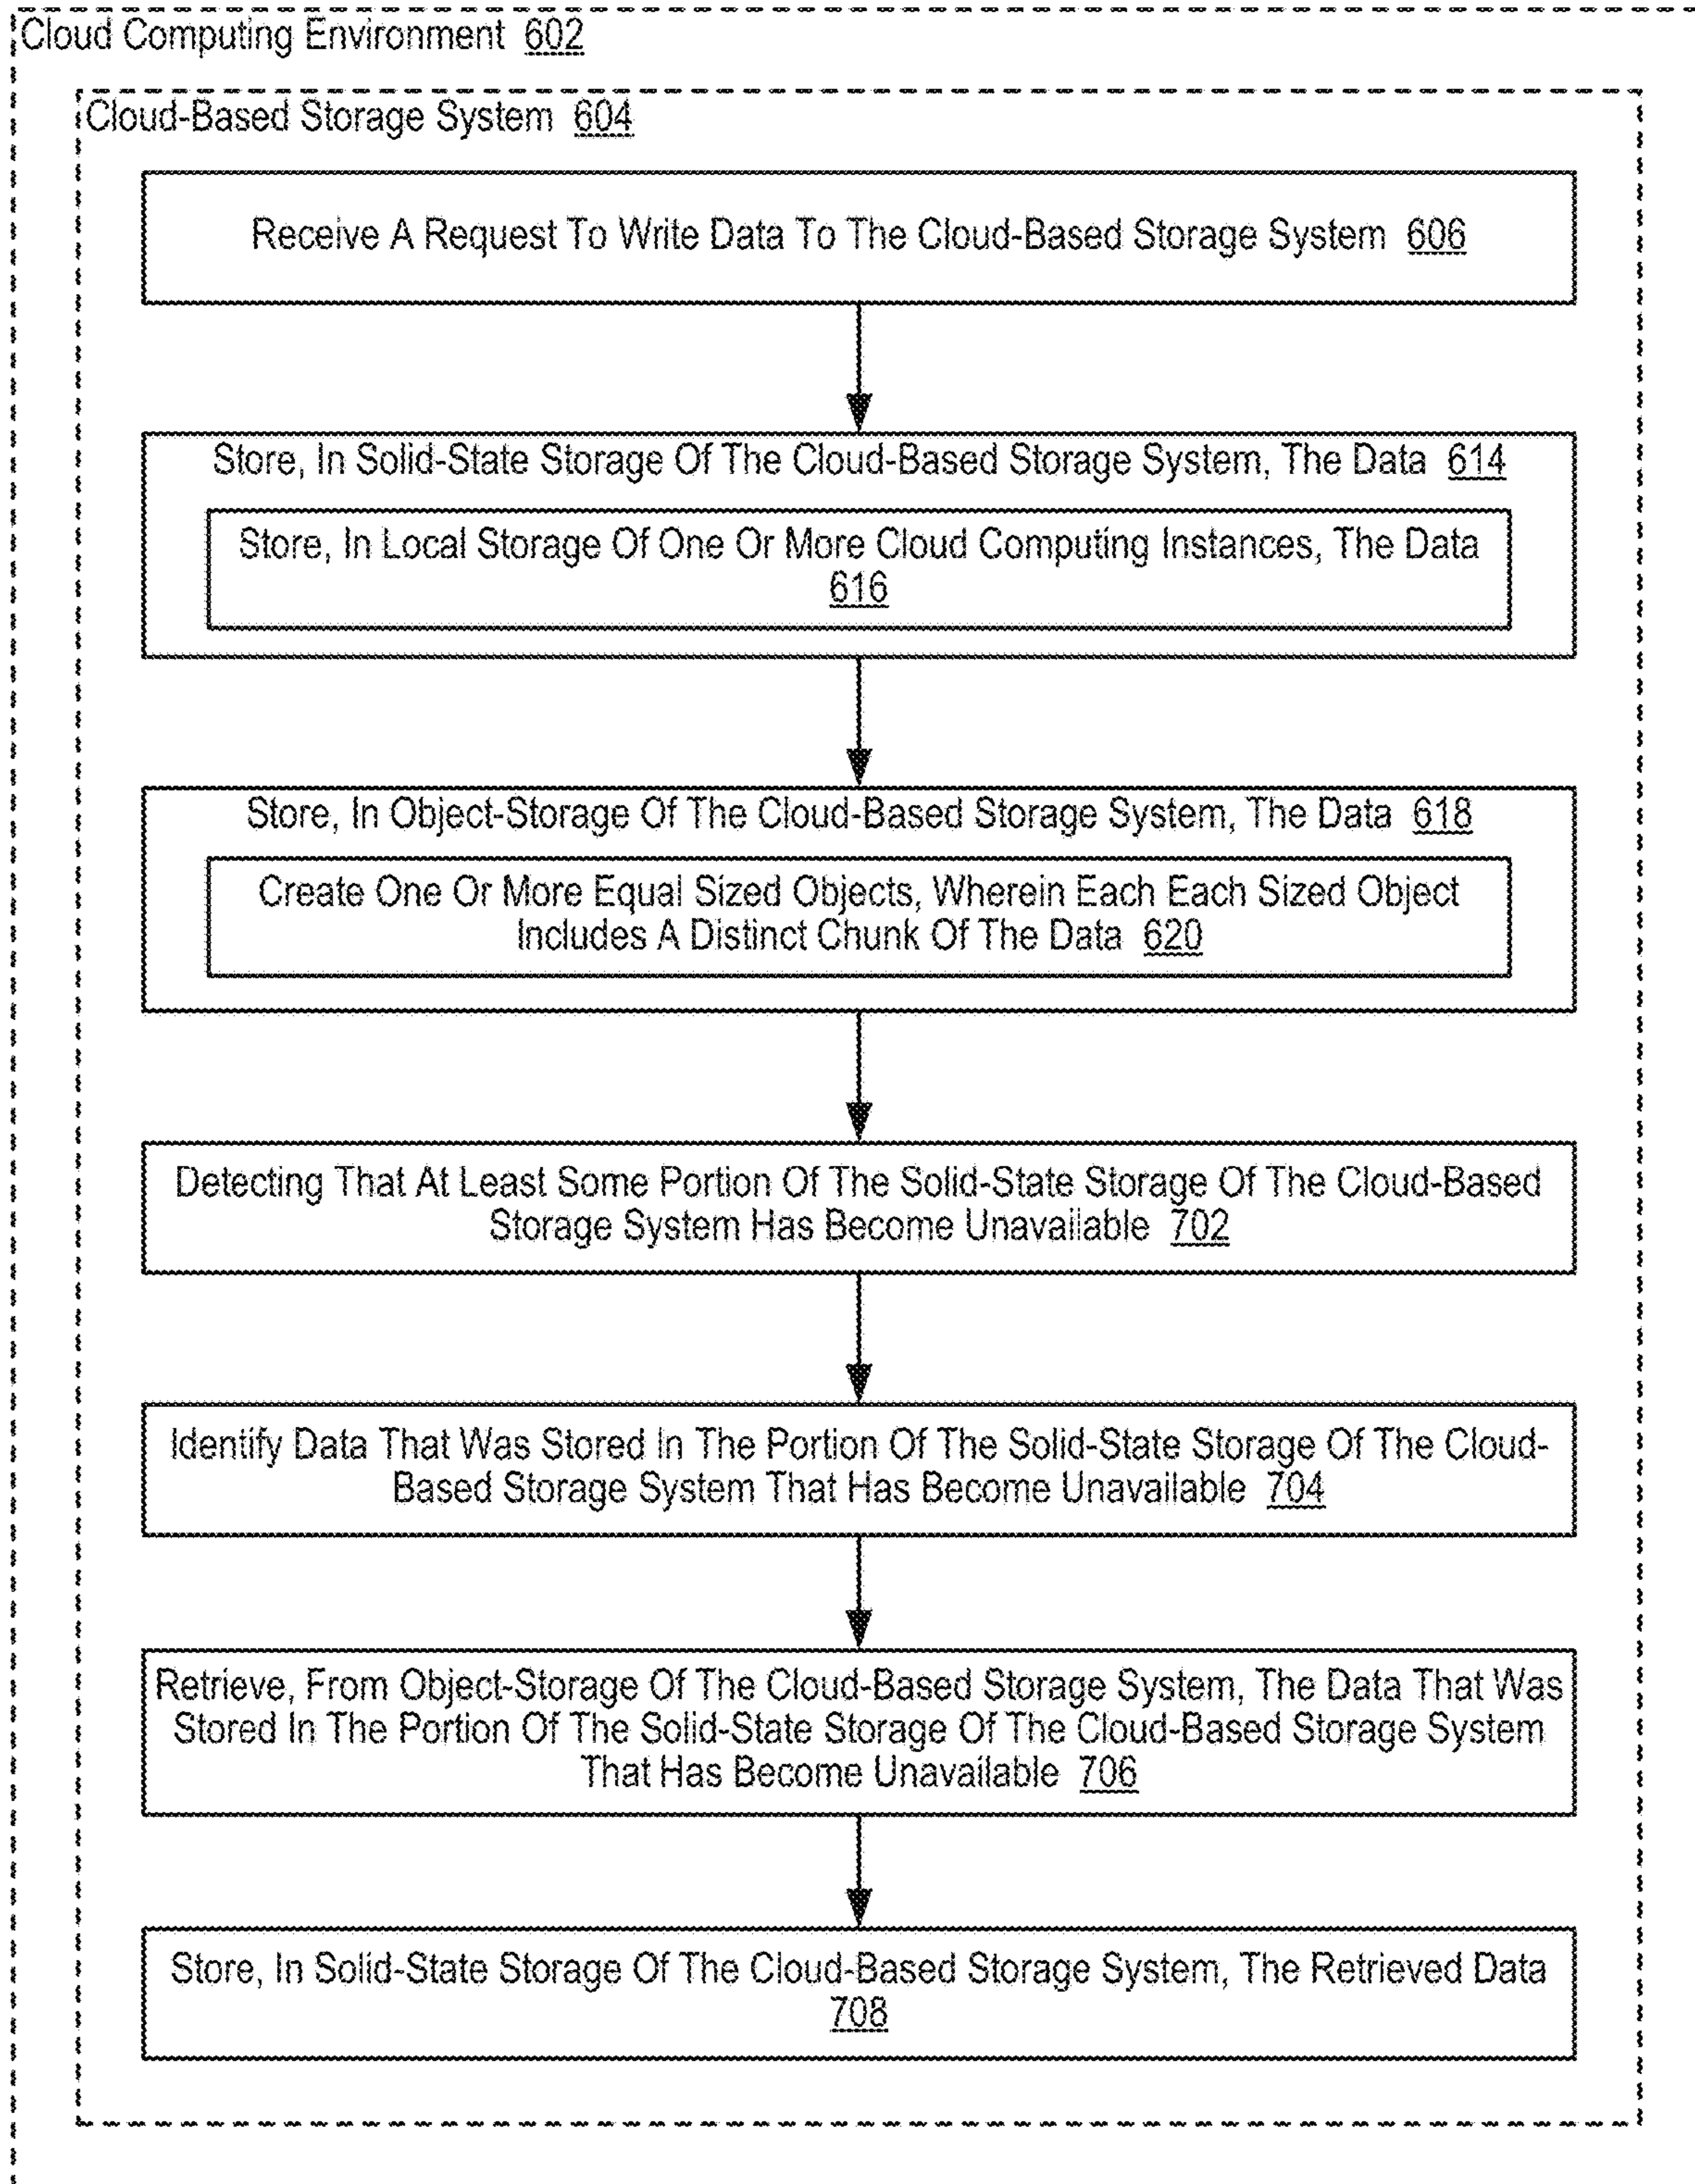 Cloud Computing Environment 602
Cloud-Based Storage System 604
Receive A Request To Write Data To The Cloud-Based Storage System 606
Store, In Solid-State Storage Of The Cloud-Based Storage System, The Data 614
Store, In Local Storage Of One Or More Cloud Computing Instances, The Data
616
Store, In Object-Storage Of The Cloud-Based Storage System, The Data 618
Create One Or More Equal Sized Objects, Wherein Each Each Sized Object
Includes A Distinct Chunk Of The Data 620
Detecting That At Least Some Portion Of The Solid-State Storage Of The Cloud-Based
Storage System Has Become Unavailable 702
Identify Data That Was Stored In The Portion Of The Solid-State Storage Of The Cloud-
Based Storage System That Has Become Unavailable 704
Retrieve, From Object-Storage Of The Cloud-Based Storage System, The Data That Was
Stored In The Portion Of The Solid-State Storage Of The Cloud-Based Storage System
That Has Become Unavailable 706
Store, In Solid-State Storage Of The Cloud-Based Storage System, The Retrieved Data
708